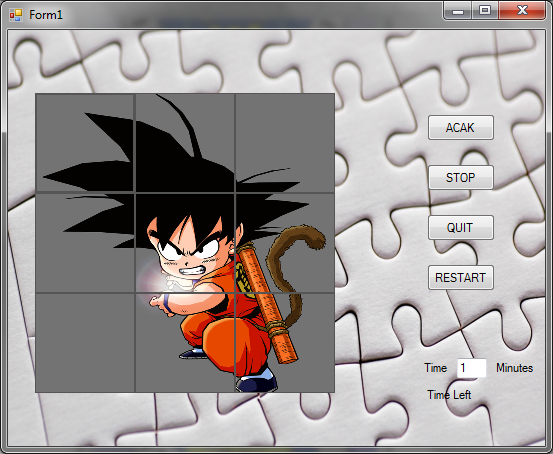 Form1
ACAK
STOP
QUIT
RESTART
Time 1 Minutes
Time Left